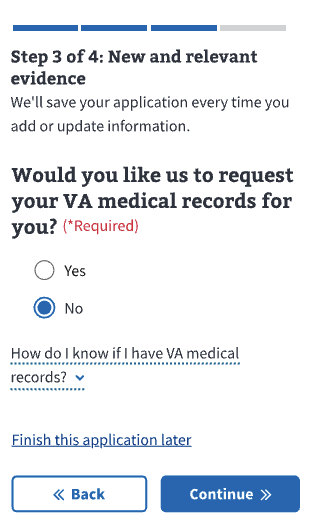 Step 3 of 4: New and relevant
evidence
We'll save your application every time you
add or update information.
Would you like us to request
your VA medical records for
you? (*Required)
Yes
No
How do I know if I have VA medical
records?
Finish this application later
« Back
Continue »